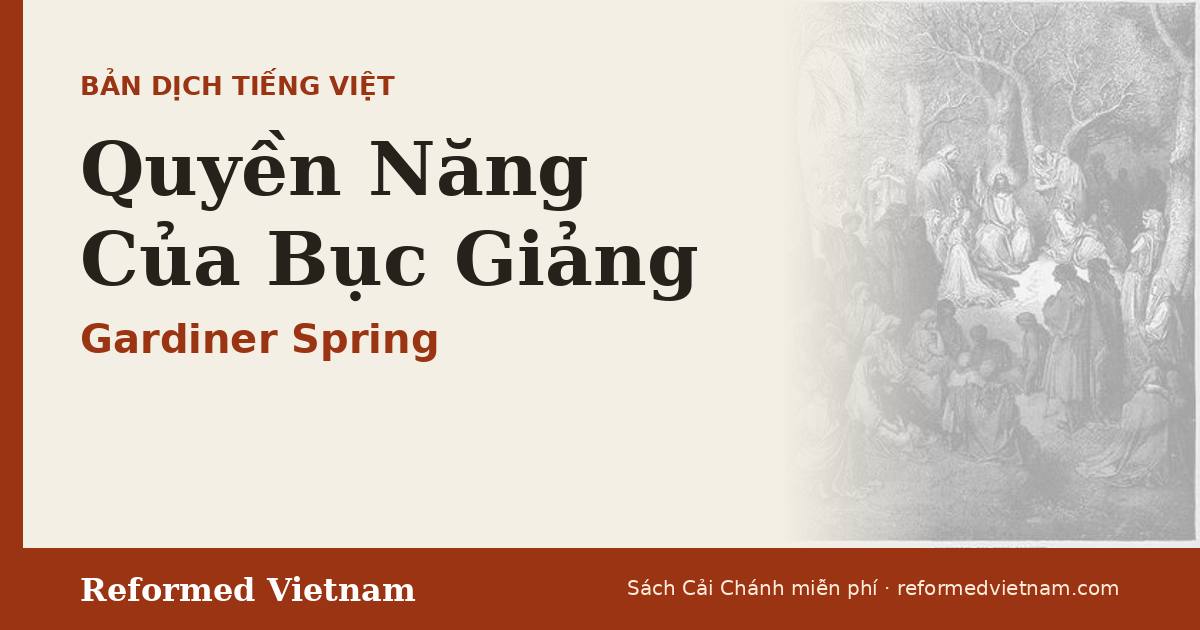 BẢN DỊCH TIẾNG VIỆT
Quyền Năng
Của Bục Giảng
Gardiner Spring
Reformed Vietnam
Sách Cải Chánh miễn phí · reformedvietnam.com